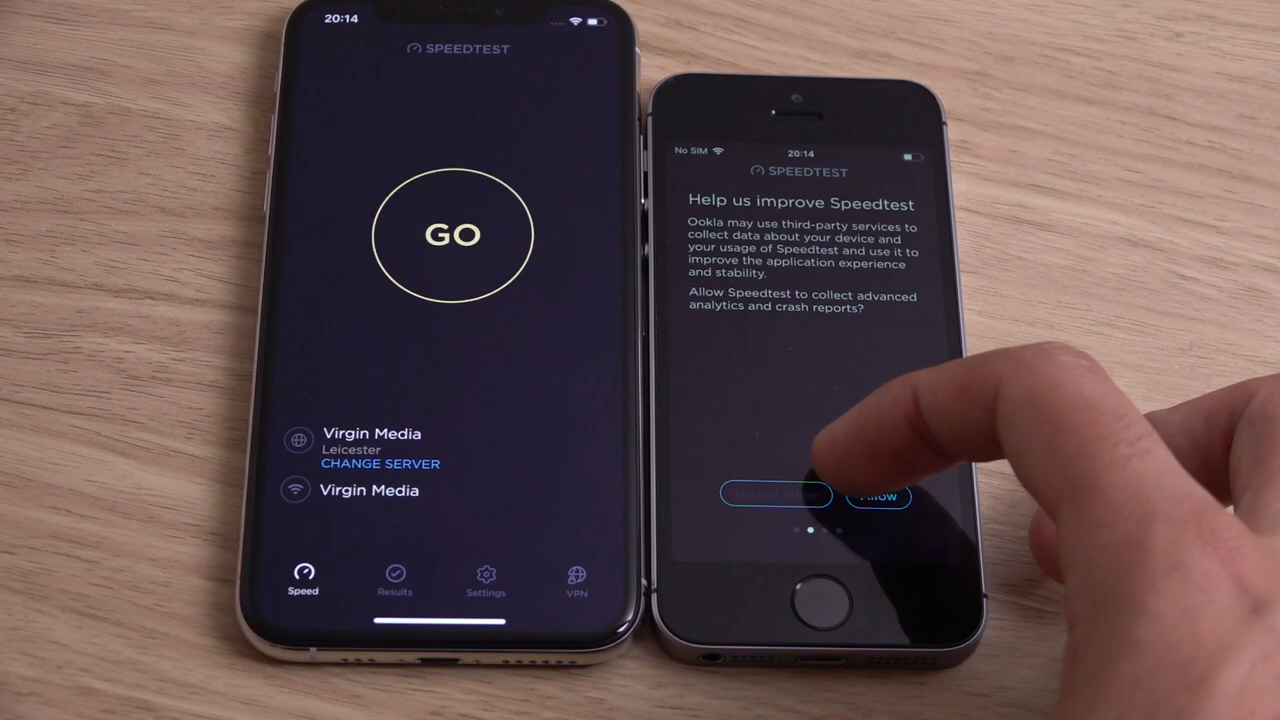 20:14
SPEEDTEST
GO
Virgin Media
Leicester
CHANGE SERVER
Virgin Media
Speed
Results
Settings
VPN
No SIM
20:14
SPEEDTEST
Help us improve Speedtest
Ookla may use third-party services to
collect data about your device and
your usage of Speedtest and use it to
improve the application experience
and stability.
Allow Speedtest to collect advanced
analytics and crash reports?
Do not allow
Allow